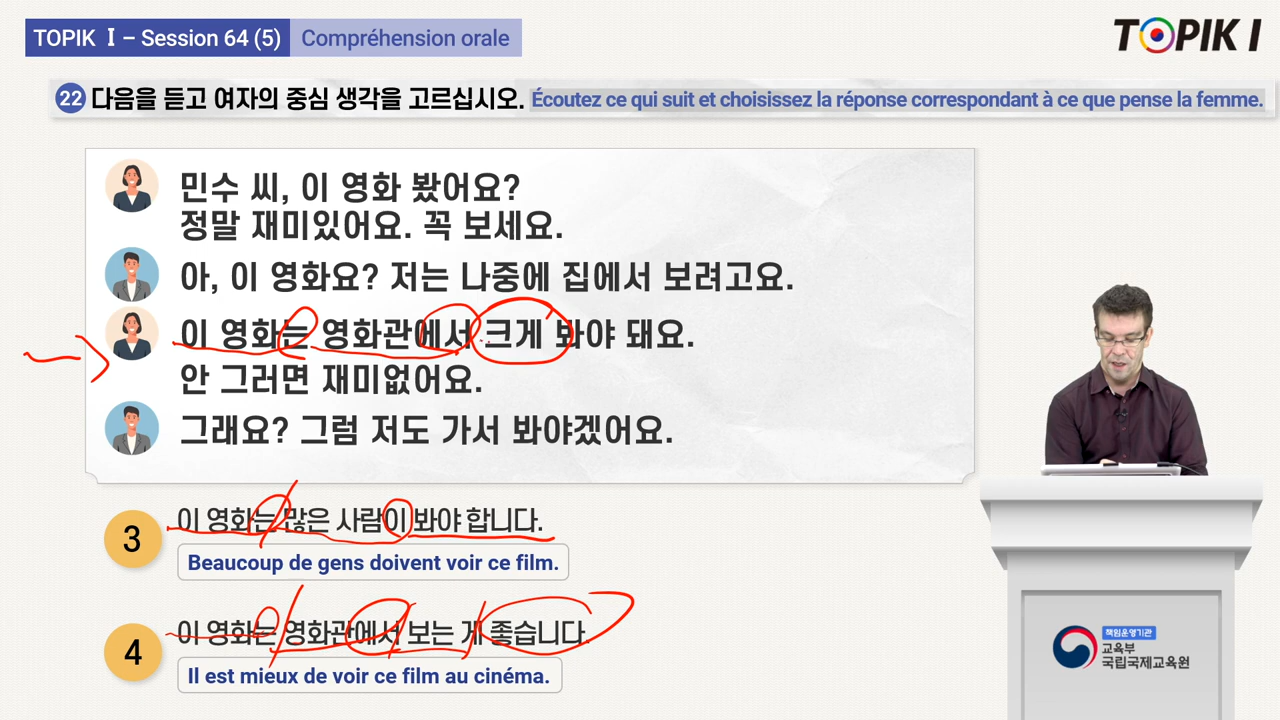 TOPIK Ⅰ – Session 64 (5) Compréhension orale
TOPIK I
22 다음을 듣고 여자의 중심 생각을 고르십시오. Écoutez ce qui suit et choisissez la réponse correspondant à ce que pense la femme.
민수 씨, 이 영화 봤어요?
정말 재미있어요. 꼭 보세요.
아, 이 영화요? 저는 나중에 집에서 보려고요.
이 영화는 영화관에서 크게 봐야 돼요.
안 그러면 재미없어요.
그래요? 그럼 저도 가서 봐야겠어요.
3 이 영화는 많은 사람이 봐야 합니다.
Beaucoup de gens doivent voir ce film.
4 이 영화는 영화관에서 보는 게 좋습니다.
Il est mieux de voir ce film au cinéma.
책임운영기관
교육부
국립국제교육원